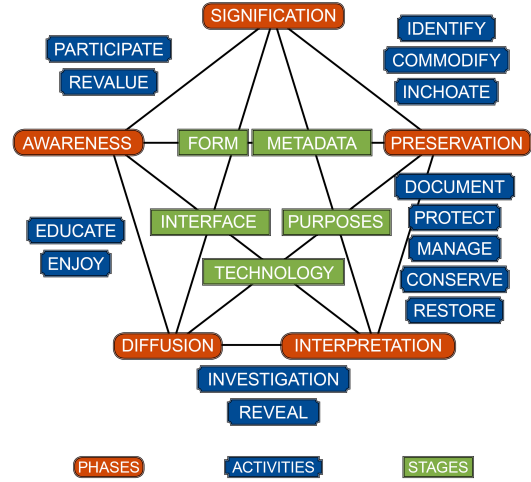 SIGNIFICATION
IDENTIFY
PARTICIPATE
COMMODIFY
REVALUE
INCHOATE
AWARENESS
FORM
METADATA
PRESERVATION
DOCUMENT
PROTECT
INTERFACE
PURPOSES
EDUCATE
MANAGE
ENJOY
TECHNOLOGY
CONSERVE
RESTORE
DIFFUSION
INTERPRETATION
INVESTIGATION
REVEAL
PHASES
ACTIVITIES
STAGES